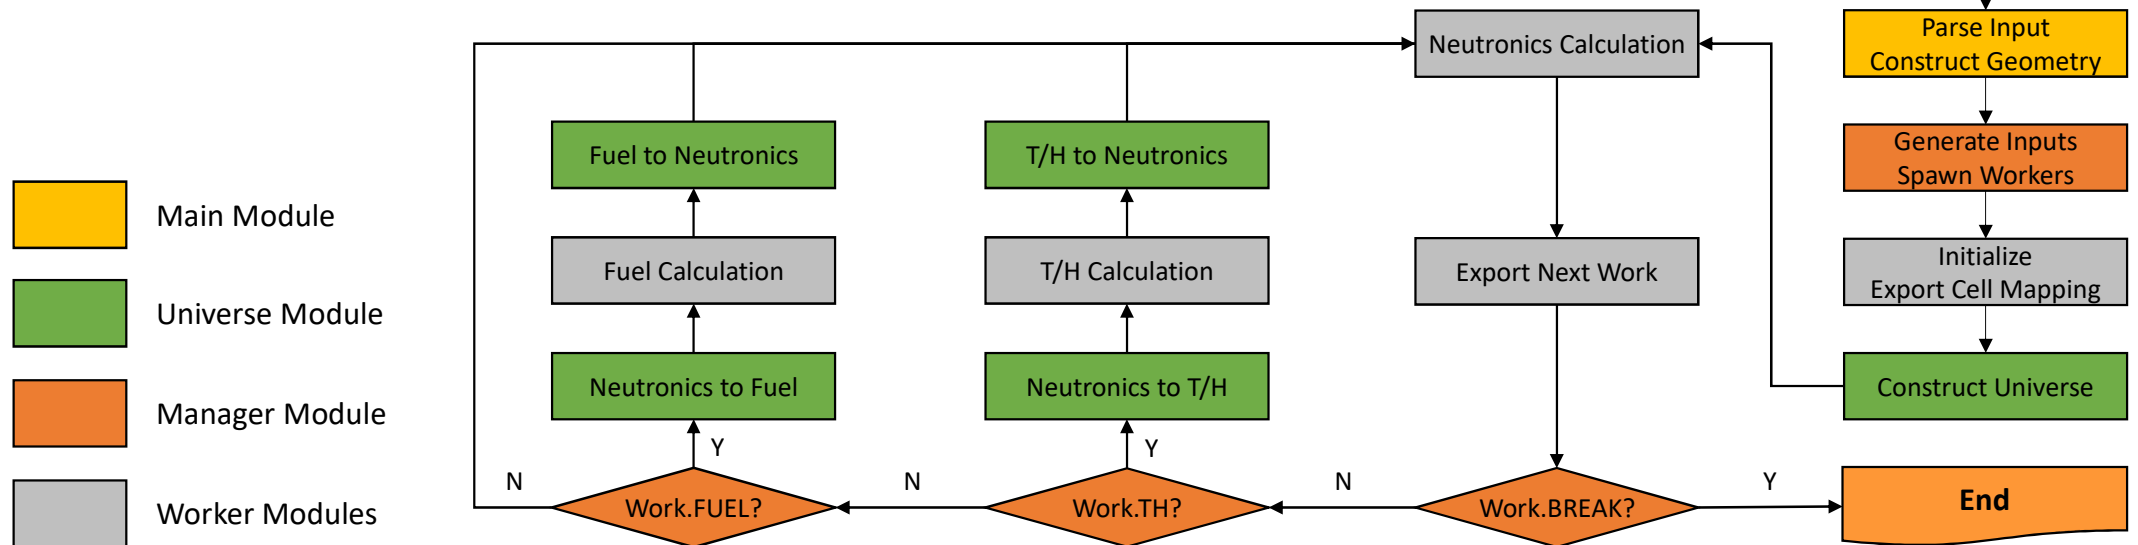 Main Module
Universe Module
Manager Module
Worker Modules
Fuel to Neutronics
Fuel Calculation
Neutronics to Fuel
Y
N
Work.FUEL?
N
T/H to Neutronics
T/H Calculation
Neutronics to T/H
Y
Work.TH?
N
Neutronics Calculation
Export Next Work
Work.BREAK?
Y
Parse Input
Construct Geometry
Generate Inputs
Spawn Workers
Initialize
Export Cell Mapping
Construct Universe
End